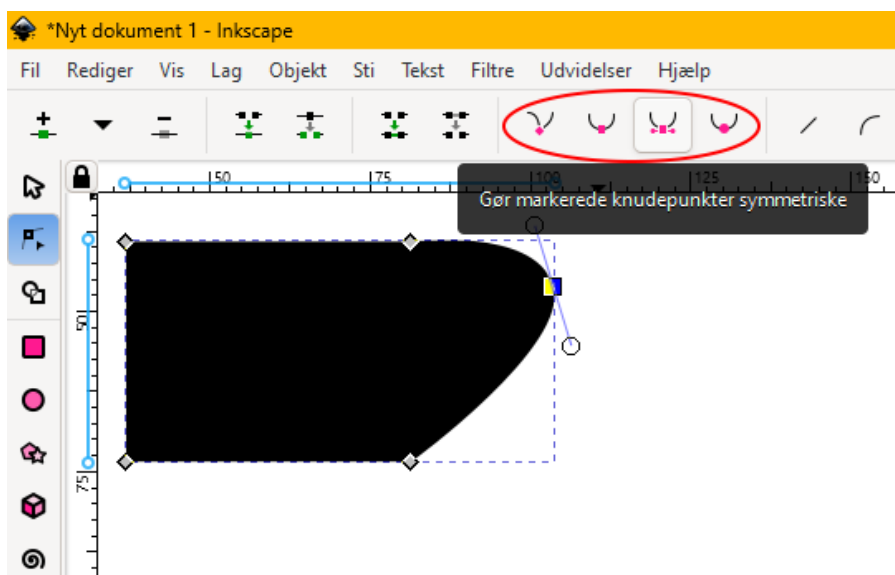 *Nyt dokument 1 - Inkscape
Fil Rediger Vis Lag Objekt Sti Tekst Filtre Udvidelser Hjælp
50 75 100 125 150
Gør markerede knudepunkter symmetriske
50
75